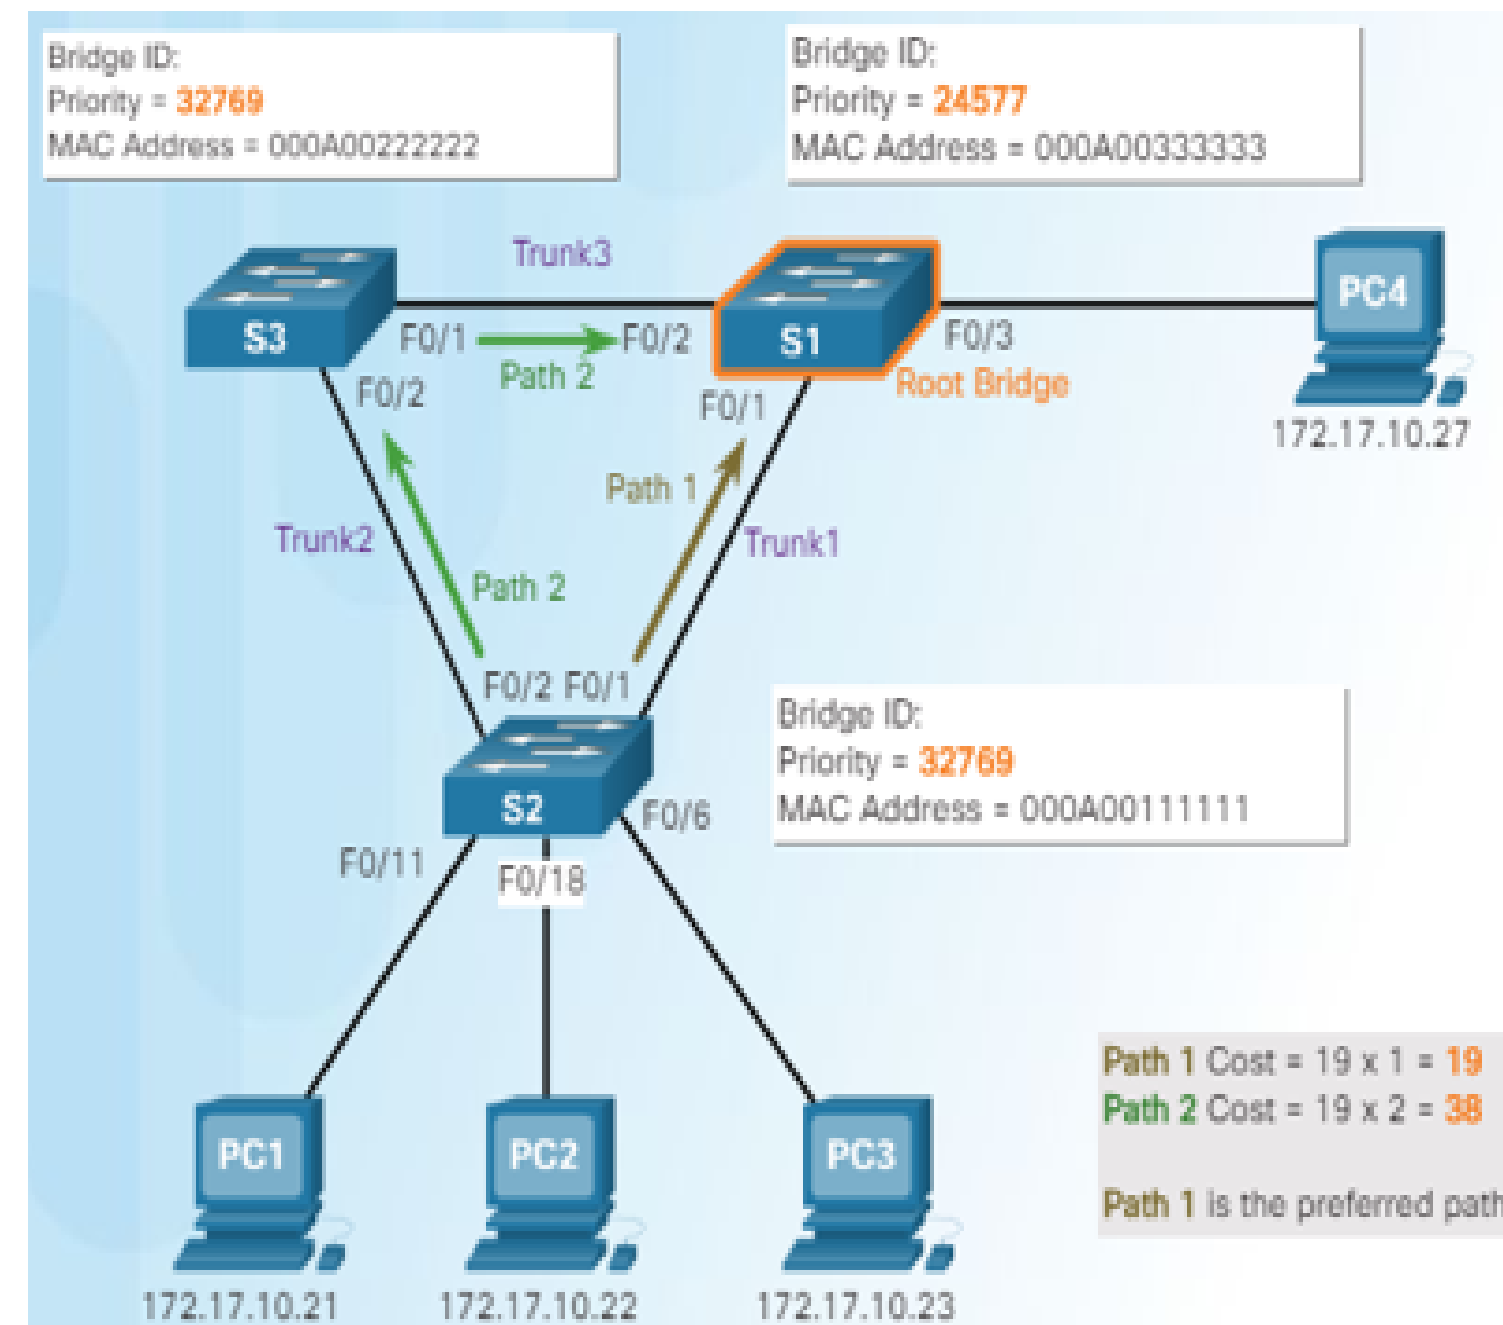 Bridge ID:
Priority = 32769
MAC Address = 000A00222222
Bridge ID:
Priority = 24577
MAC Address = 000A00333333
Trunk3
S3
F0/1
F0/2
S1
F0/3
PC4
Path 2
Root Bridge
F0/2
F0/1
172.17.10.27
Path 1
Trunk2
Trunk1
Path 2
F0/2 F0/1
Bridge ID:
Priority = 32769
MAC Address = 000A00111111
S2
F0/6
F0/11
F0/18
Path 1 Cost = 19 x 1 = 19
Path 2 Cost = 19 x 2 = 38
Path 1 is the preferred path
PC1
PC2
PC3
172.17.10.21
172.17.10.22
172.17.10.23